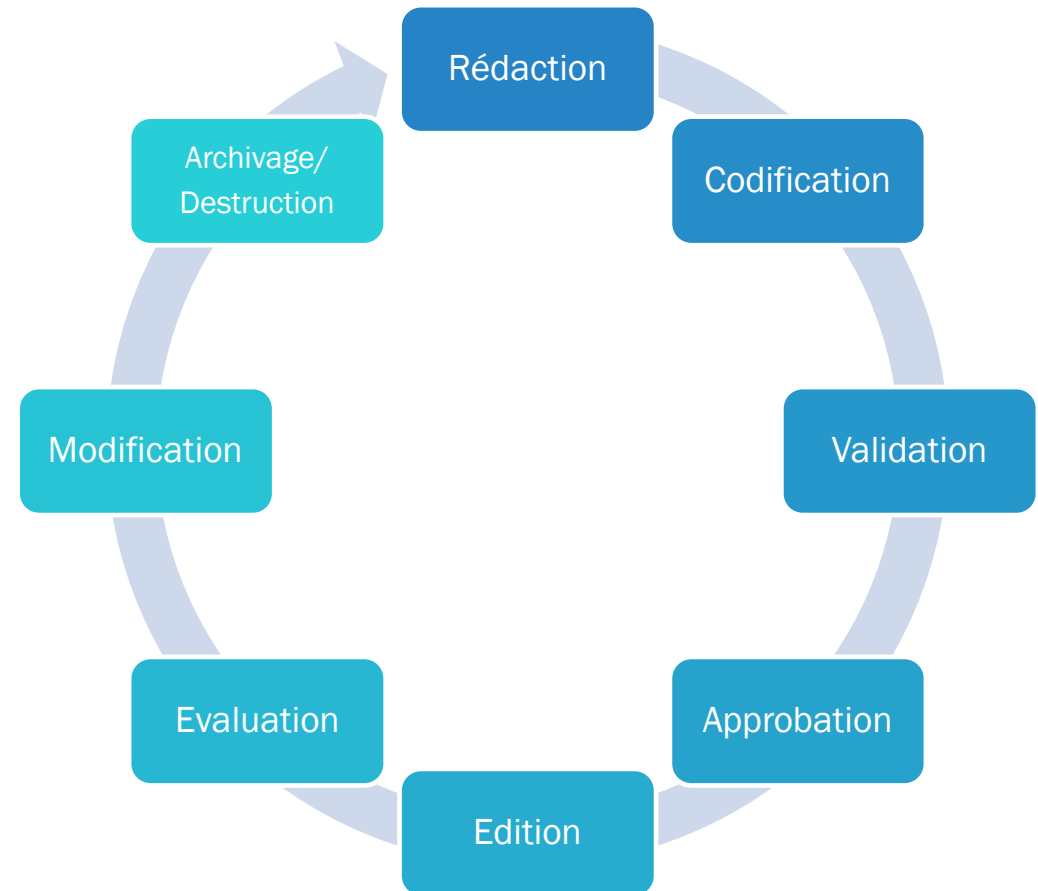 Rédaction
Codification
Validation
Approbation
Edition
Evaluation
Modification
Archivage/
Destruction